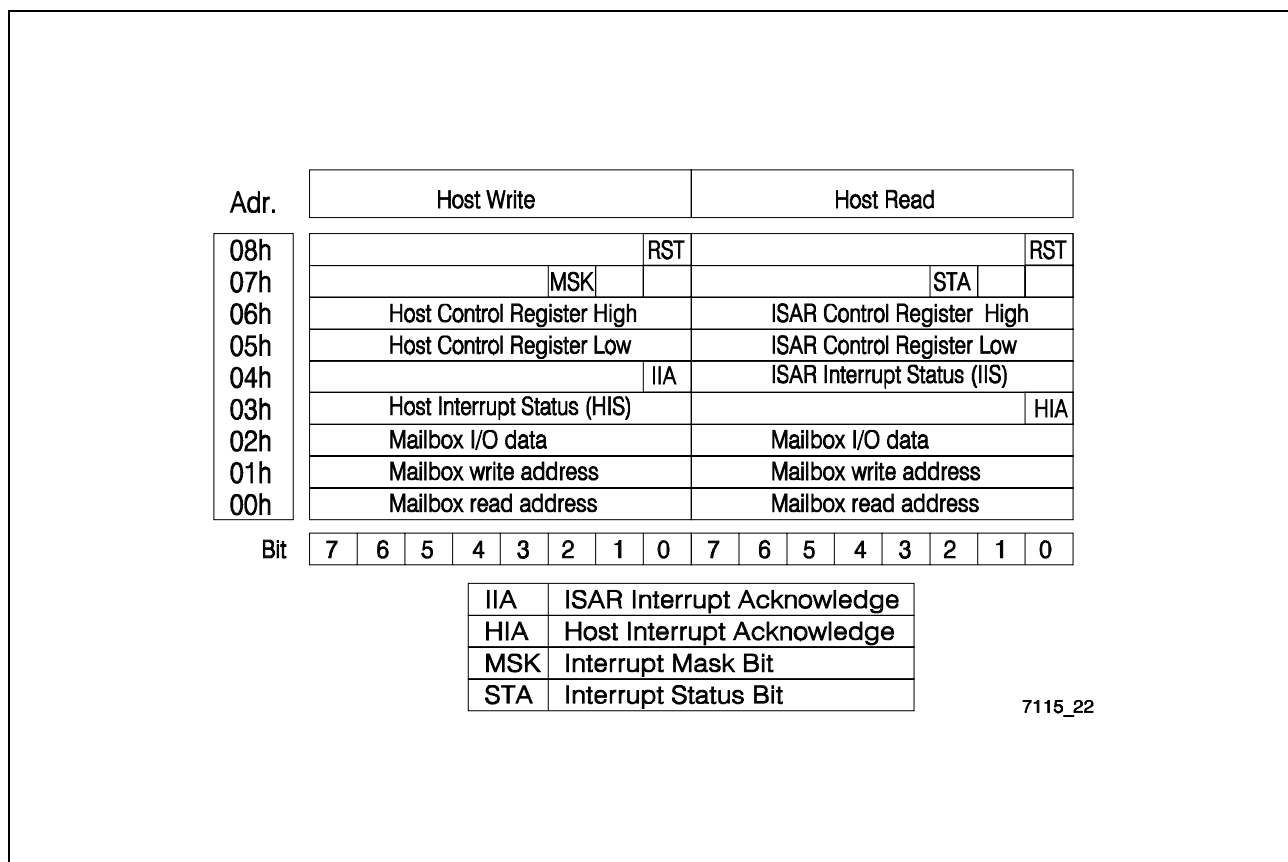 Adr. Host Write Host Read
08h RST RST
07h MSK STA
06h Host Control Register High ISAR Control Register High
05h Host Control Register Low ISAR Control Register Low
04h IIA ISAR Interrupt Status (IIS)
03h Host Interrupt Status (HIS) HIA
02h Mailbox I/O data Mailbox I/O data
01h Mailbox write address Mailbox write address
00h Mailbox read address Mailbox read address
Bit 7 6 5 4 3 2 1 0 7 6 5 4 3 2 1 0
IIA ISAR Interrupt Acknowledge
HIA Host Interrupt Acknowledge
MSK Interrupt Mask Bit
STA Interrupt Status Bit
7115_22